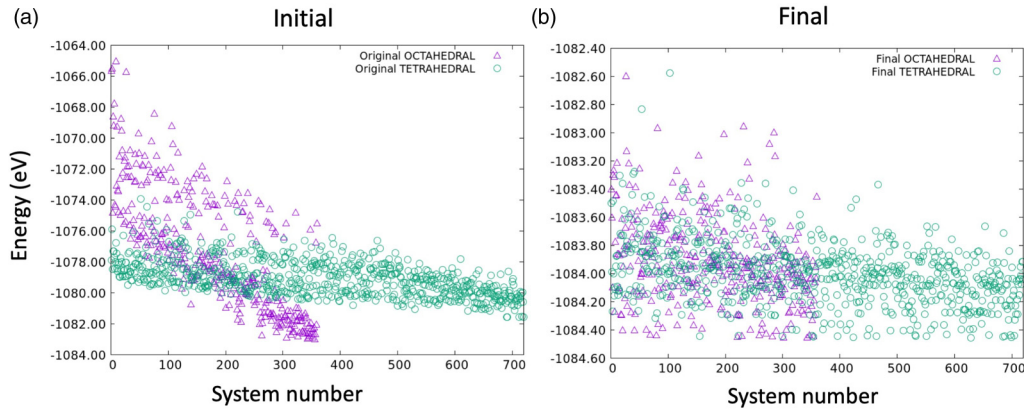 (a)
Initial
Original OCTAHEDRAL
Original TETRAHEDRAL
-1064.00
-1066.00
-1068.00
-1070.00
-1072.00
-1074.00
-1076.00
-1078.00
-1080.00
-1082.00
-1084.00
0 100 200 300 400 500 600 700
Energy (eV)
System number
(b)
Final
Final OCTAHEDRAL
Final TETRAHEDRAL
-1082.40
-1082.60
-1082.80
-1083.00
-1083.20
-1083.40
-1083.60
-1083.80
-1084.00
-1084.20
-1084.40
-1084.60
0 100 200 300 400 500 600 700
System number